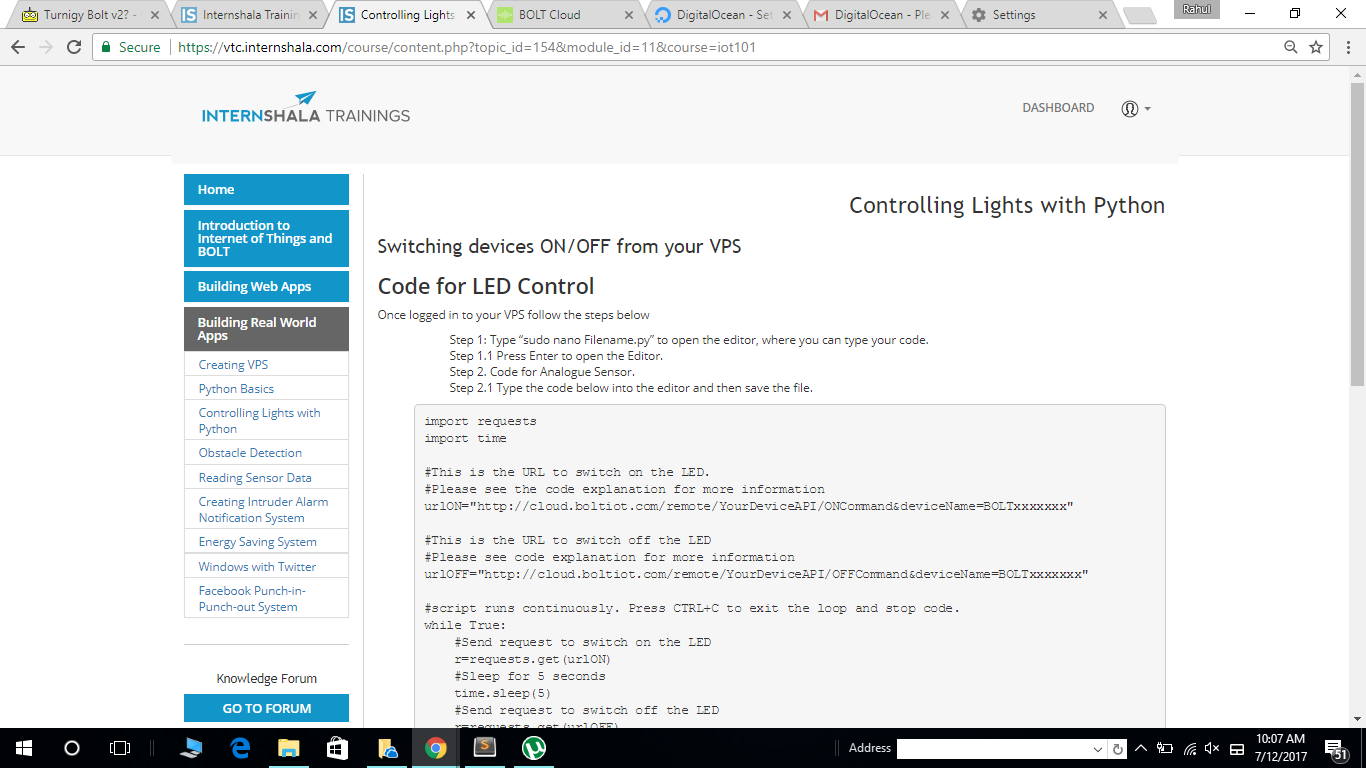 Turnigy Bolt v2? -
Internshala Trainin
Controlling Lights
BOLT Cloud
DigitalOcean - Set
DigitalOcean - Ple
Settings
Rahul
Secure
https://vtc.internshala.com/course/content.php?topic_id=154&module_id=11&course=iot101
INTERNSHALA TRAININGS
DASHBOARD
Home
Introduction to
Internet of Things and
BOLT
Building Web Apps
Building Real World
Apps
Creating VPS
Python Basics
Controlling Lights with
Python
Obstacle Detection
Reading Sensor Data
Creating Intruder Alarm
Notification System
Energy Saving System
Windows with Twitter
Facebook Punch-in-
Punch-out System
Knowledge Forum
GO TO FORUM
Controlling Lights with Python
Switching devices ON/OFF from your VPS
Code for LED Control
Once logged in to your VPS follow the steps below
Step 1: Type “sudo nano Filename.py” to open the editor, where you can type your code.
Step 1.1 Press Enter to open the Editor.
Step 2. Code for Analogue Sensor.
Step 2.1 Type the code below into the editor and then save the file.
import requests
import time
#This is the URL to switch on the LED.
#Please see the code explanation for more information
urlON="http://cloud.boltiot.com/remote/YourDeviceAPI/ONCommand&deviceName=BOLTxxxxxxx"
#This is the URL to switch off the LED
#Please see code explanation for more information
urlOFF="http://cloud.boltiot.com/remote/YourDeviceAPI/OFFCommand&deviceName=BOLTxxxxxxx"
#script runs continuously. Press CTRL+C to exit the loop and stop code.
while True:
    #Send request to switch on the LED
    r=requests.get(urlON)
    #Sleep for 5 seconds
    time.sleep(5)
    #Send request to switch off the LED
    r=requests.get(urlOFF)
Address
10:07 AM
7/12/2017
51